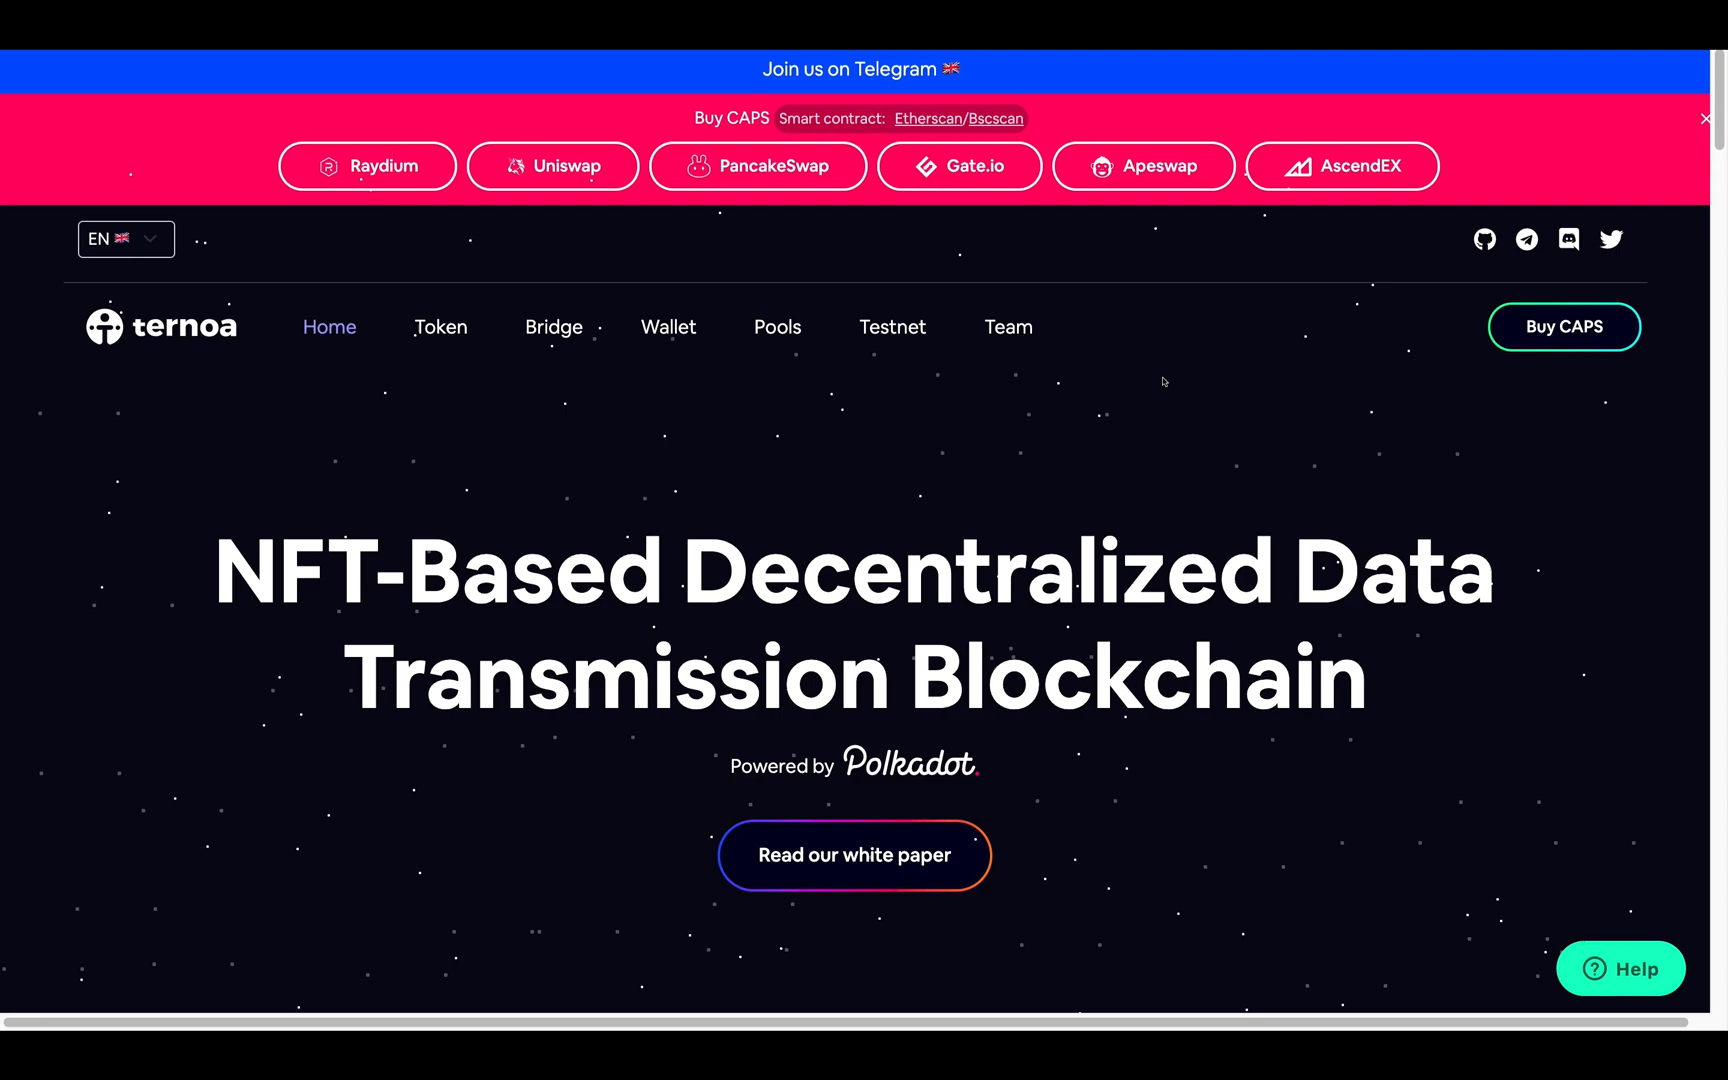 Join us on Telegram 🇬🇧
Buy CAPS Smart contract: Etherscan/Bscscan
Raydium Uniswap PancakeSwap Gate.io Apeswap AscendEX
EN 🇬🇧
ternoa Home Token Bridge Wallet Pools Testnet Team Buy CAPS
NFT-Based Decentralized Data
Transmission Blockchain
Powered by Polkadot.
Read our white paper
Help